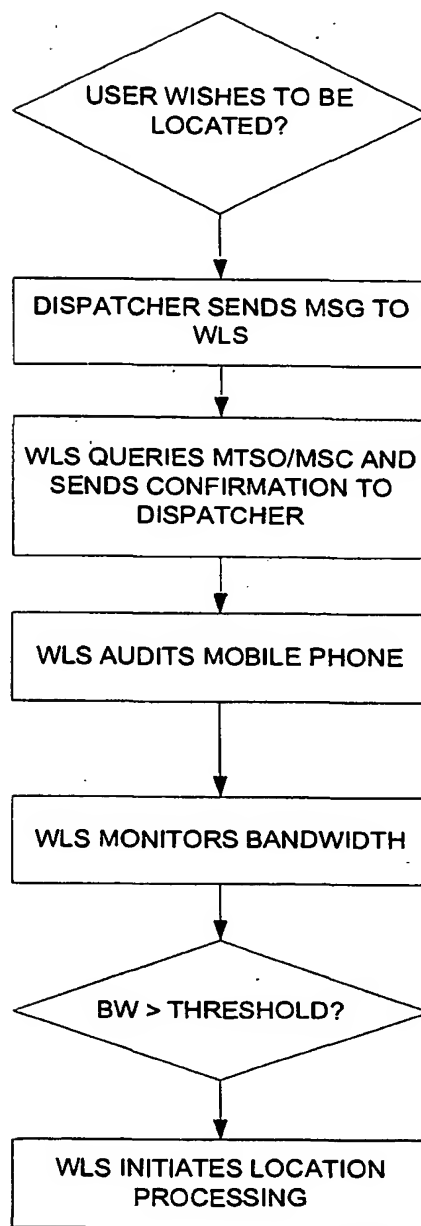 USER WISHES TO BE
LOCATED?
DISPATCHER SENDS MSG TO
WLS
WLS QUERIES MTSO/MSC AND
SENDS CONFIRMATION TO
DISPATCHER
WLS AUDITS MOBILE PHONE
WLS MONITORS BANDWIDTH
BW > THRESHOLD?
WLS INITIATES LOCATION
PROCESSING